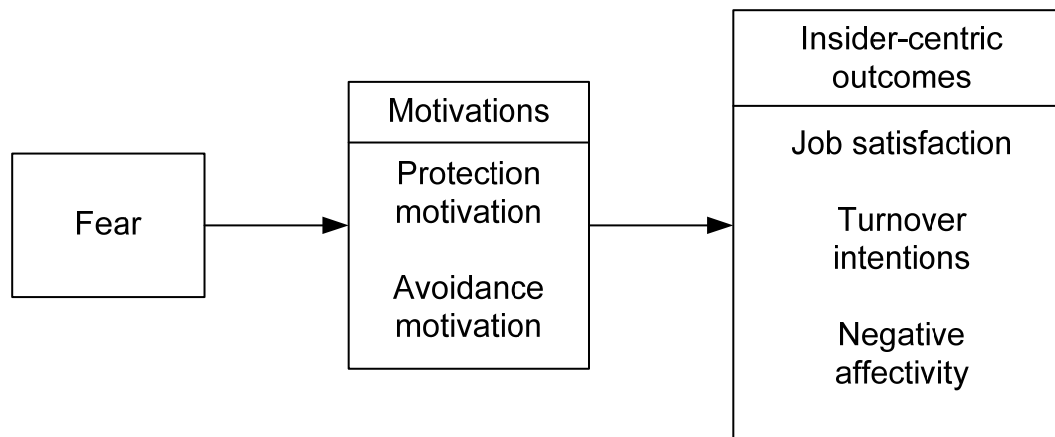 Fear
Motivations
Protection
motivation
Avoidance
motivation
Insider-centric
outcomes
Job satisfaction
Turnover
intentions
Negative
affectivity